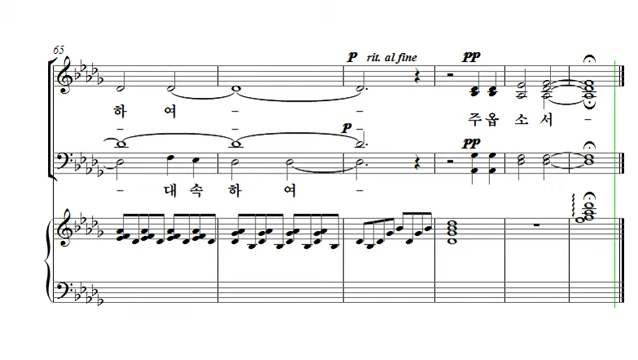 65
p rit. al fine pp
하 여 - - -
주 옵 소 서 -
- - p pp
- 대 속 하 여 -